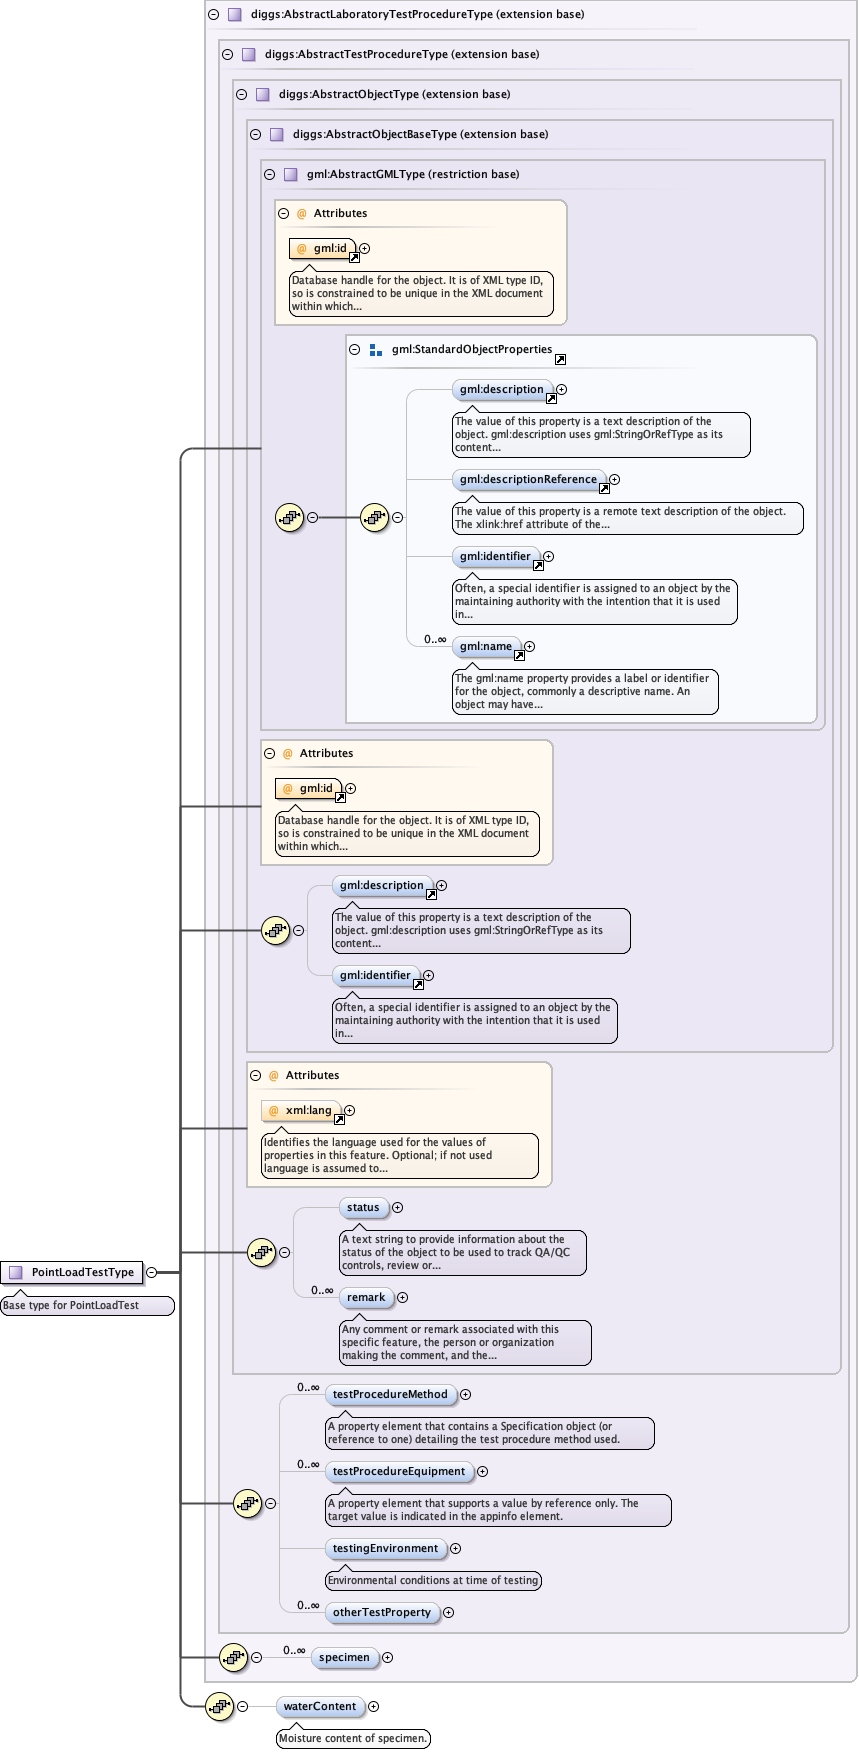 diggs:AbstractLaboratoryTestProcedureType (extension base)
diggs:AbstractTestProcedureType (extension base)
diggs:AbstractObjectType (extension base)
diggs:AbstractObjectBaseType (extension base)
gml:AbstractGMLType (restriction base)
@ Attributes
@ gml:id
Database handle for the object. It is of XML type ID,
so is constrained to be unique in the XML document
within which...
gml:StandardObjectProperties
gml:description
The value of this property is a text description of the
object. gml:description uses gml:StringOrRefType as its
content...
gml:descriptionReference
The value of this property is a remote text description of the object.
The xlink:href attribute of the...
gml:identifier
Often, a special identifier is assigned to an object by the
maintaining authority with the intention that it is used
in...
0..∞
gml:name
The gml:name property provides a label or identifier
for the object, commonly a descriptive name. An
object may have...
@ Attributes
@ gml:id
Database handle for the object. It is of XML type ID,
so is constrained to be unique in the XML document
within which...
gml:description
The value of this property is a text description of the
object. gml:description uses gml:StringOrRefType as its
content...
gml:identifier
Often, a special identifier is assigned to an object by the
maintaining authority with the intention that it is used
in...
@ Attributes
@ xml:lang
Identifies the language used for the values of
properties in this feature. Optional; if not used
language is assumed to...
status
A text string to provide information about the
status of the object to be used to track QA/QC
controls, review or...
PointLoadTestType
Base type for PointLoadTest
0..∞
remark
Any comment or remark associated with this
specific feature, the person or organization
making the comment, and the...
0..∞
testProcedureMethod
A property element that contains a Specification object (or
reference to one) detailing the test procedure method used.
0..∞
testProcedureEquipment
A property element that supports a value by reference only. The
target value is indicated in the appinfo element.
testingEnvironment
Environmental conditions at time of testing
0..∞
otherTestProperty
0..∞
specimen
waterContent
Moisture content of specimen.